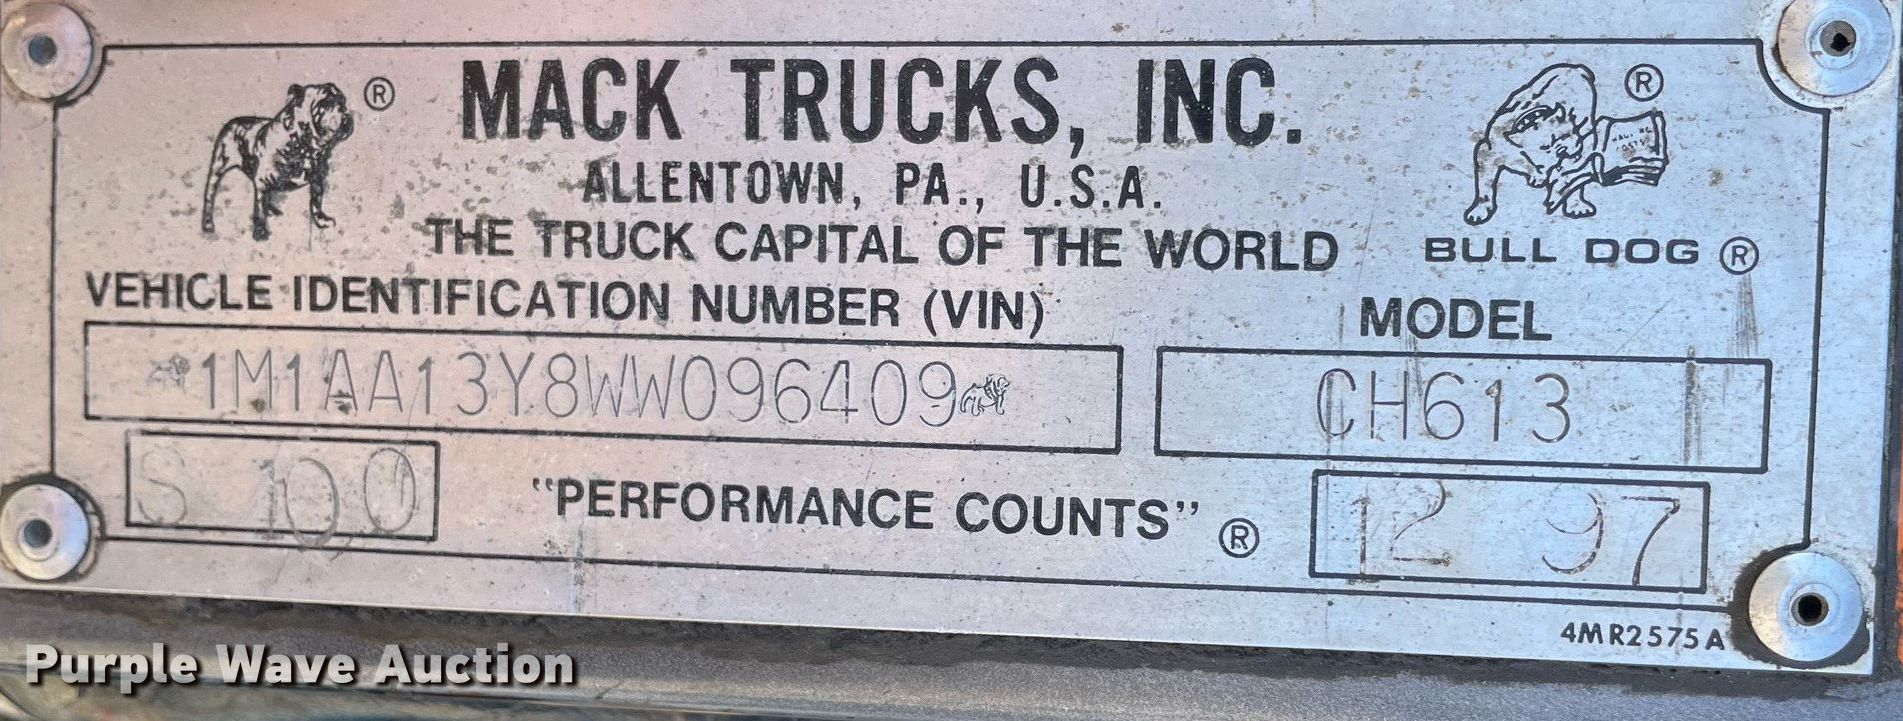 ® MACK TRUCKS, INC. ®
ALLENTOWN, PA., U.S.A.
THE TRUCK CAPITAL OF THE WORLD
BULL DOG ®
VEHICLE IDENTIFICATION NUMBER (VIN)
MODEL
1M1AA13Y8WW096409
CH613
S 100
"PERFORMANCE COUNTS" ®
12 97
4MR2575A
Purple Wave Auction